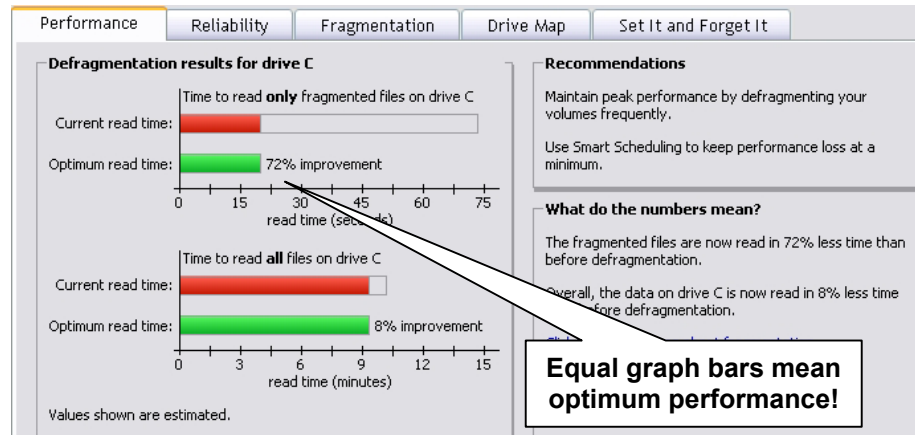 Performance
Reliability
Fragmentation
Drive Map
Set It and Forget It
Defragmentation results for drive C
Time to read only fragmented files on drive C
Current read time:
Optimum read time:
72% improvement
0 15 30 45 60 75
read time (seconds)
Time to read all files on drive C
Current read time:
Optimum read time:
8% improvement
0 3 6 9 12 15
read time (minutes)
Values shown are estimated.
Recommendations
Maintain peak performance by defragmenting your
volumes frequently.
Use Smart Scheduling to keep performance loss at a
minimum.
What do the numbers mean?
The fragmented files are now read in 72% less time than
before defragmentation.
Overall, the data on drive C is now read in 8% less time
before defragmentation.
Equal graph bars mean
optimum performance!